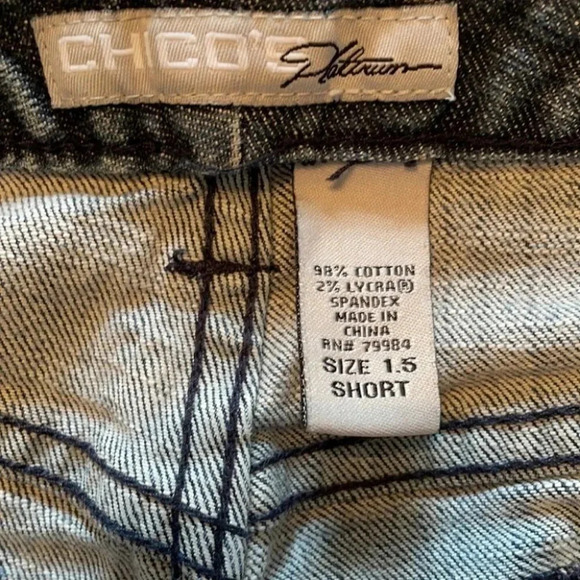 CHICO'S Platinum
98% COTTON
2% LYCRA® SPANDEX
MADE IN
CHINA
RN# 79984
SIZE 1.5
SHORT